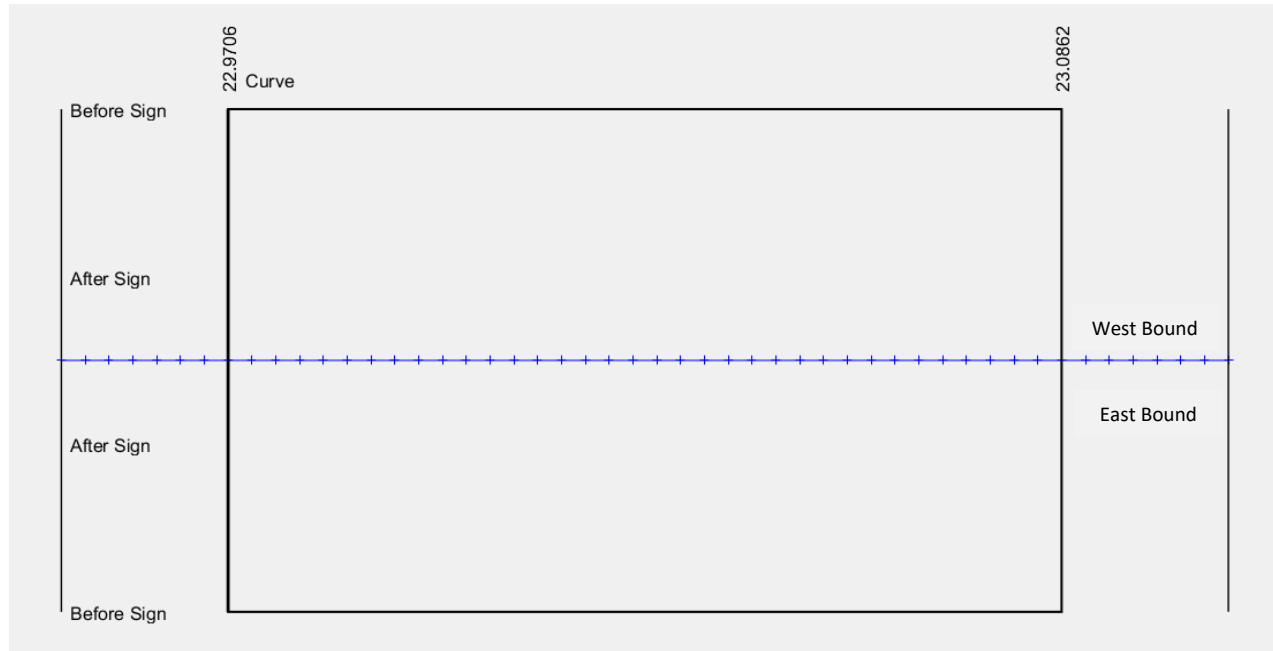 22.9706
23.0862
Curve
Before Sign
After Sign
West Bound
East Bound
After Sign
Before Sign